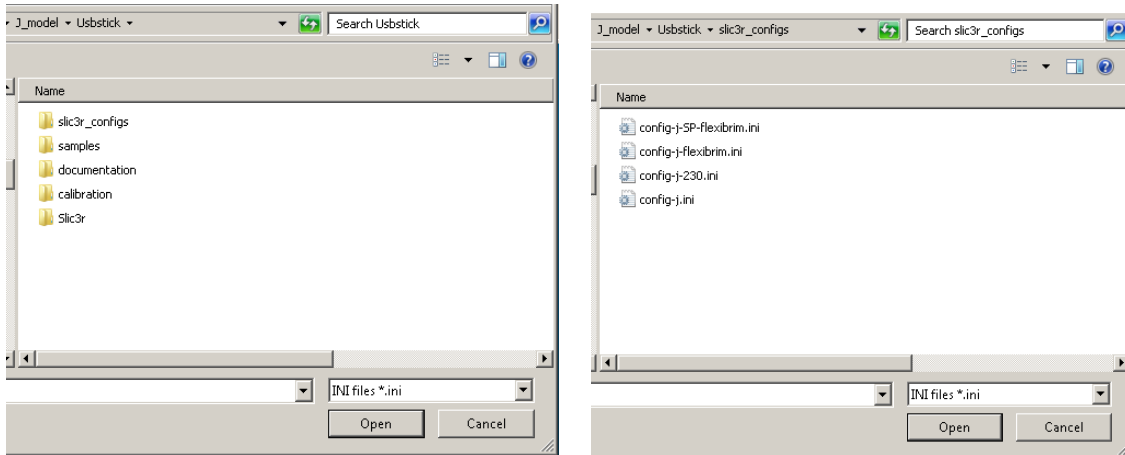 J_model Usbstick
Search Usbstick
Name
slic3r_configs
samples
documentation
calibration
Slic3r
INI files *.ini
Open
Cancel
J_model Usbstick slic3r_configs
Search slic3r_configs
Name
config-j-SP-flexibrim.ini
config-j-flexibrim.ini
config-j-230.ini
config-j.ini
INI files *.ini
Open
Cancel